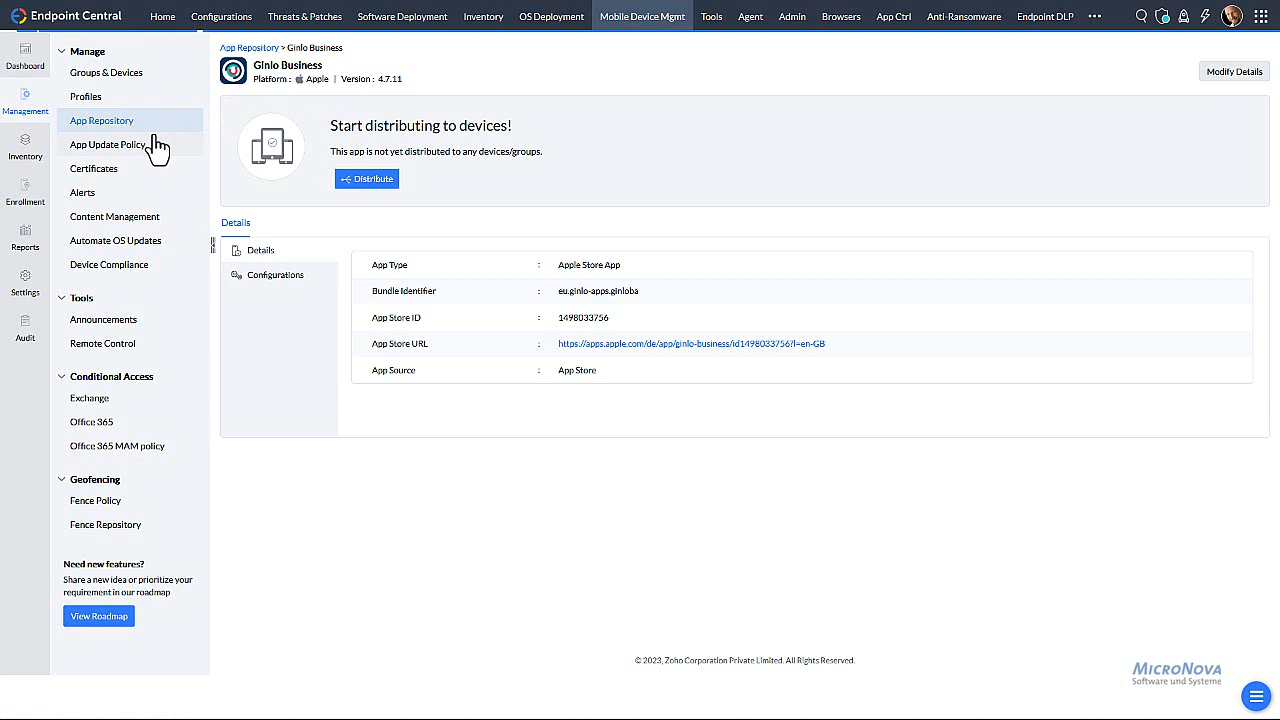 Endpoint Central
Home
Configurations
Threats & Patches
Software Deployment
Inventory
OS Deployment
Mobile Device Mgmt
Tools
Agent
Admin
Browsers
App Ctrl
Anti-Ransomware
Endpoint DLP
Dashboard
Management
Inventory
Enrollment
Reports
Settings
Audit
Manage
Groups & Devices
Profiles
App Repository
App Update Policy
Certificates
Alerts
Content Management
Automate OS Updates
Device Compliance
Tools
Announcements
Remote Control
Conditional Access
Exchange
Office 365
Office 365 MAM policy
Geofencing
Fence Policy
Fence Repository
Need new features?
Share a new idea or prioritize your
requirement in our roadmap
View Roadmap
App Repository > Ginlo Business
Ginlo Business
Platform : Apple | Version : 4.7.11
Modify Details
Start distributing to devices!
This app is not yet distributed to any devices/groups.
Distribute
Details
Details
Configurations
App Type : Apple Store App
Bundle Identifier : eu.ginlo-apps.ginloba
App Store ID : 1498033756
App Store URL : https://apps.apple.com/de/app/ginlo-business/id1498033756?l=en-GB
App Source : App Store
© 2023, Zoho Corporation Private Limited. All Rights Reserved.
MicroNova
Software und Systeme